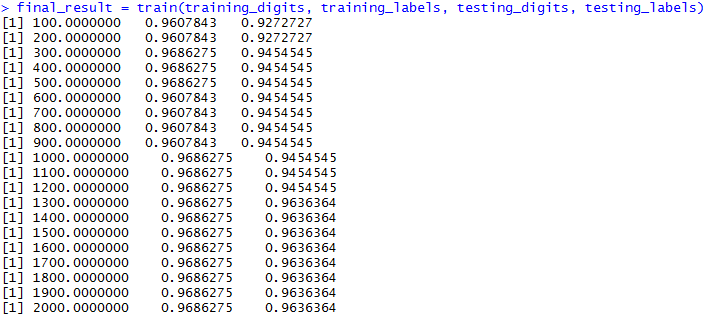 > final_result = train(training_digits, training_labels, testing_digits, testing_labels)
[1] 100.0000000   0.9607843   0.9272727
[1] 200.0000000   0.9607843   0.9272727
[1] 300.0000000   0.9686275   0.9454545
[1] 400.0000000   0.9686275   0.9454545
[1] 500.0000000   0.9686275   0.9454545
[1] 600.0000000   0.9607843   0.9454545
[1] 700.0000000   0.9607843   0.9454545
[1] 800.0000000   0.9607843   0.9454545
[1] 900.0000000   0.9607843   0.9454545
[1] 1000.0000000    0.9686275    0.9454545
[1] 1100.0000000    0.9686275    0.9454545
[1] 1200.0000000    0.9686275    0.9454545
[1] 1300.0000000    0.9686275    0.9636364
[1] 1400.0000000    0.9686275    0.9636364
[1] 1500.0000000    0.9686275    0.9636364
[1] 1600.0000000    0.9686275    0.9636364
[1] 1700.0000000    0.9686275    0.9636364
[1] 1800.0000000    0.9686275    0.9636364
[1] 1900.0000000    0.9686275    0.9636364
[1] 2000.0000000    0.9686275    0.9636364